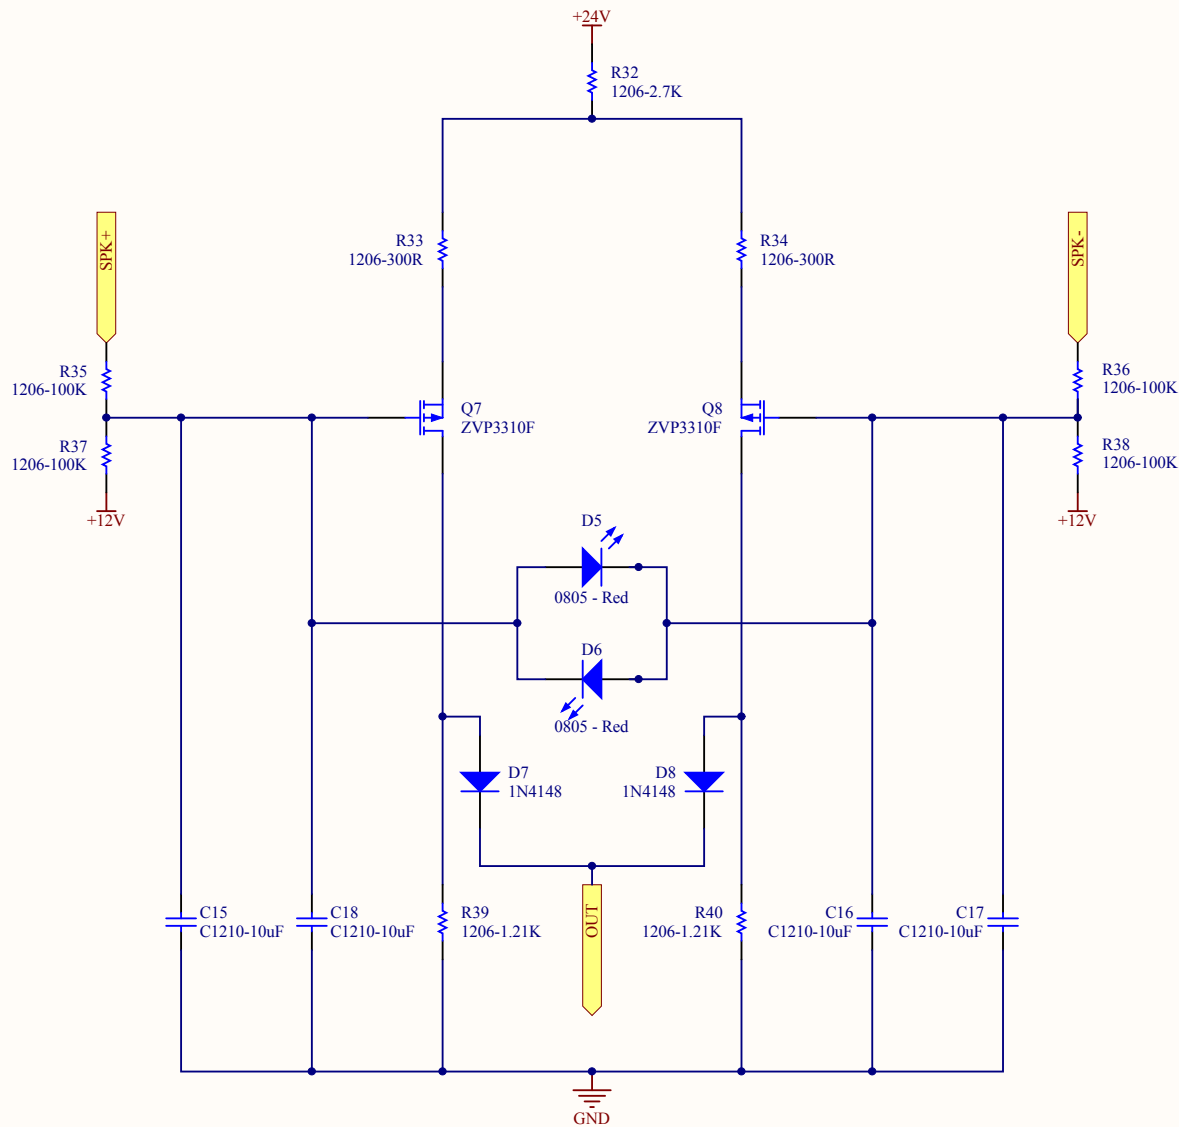 +24V
R32
1206-2.7K
SPK+
R33
1206-300R
R34
1206-300R
SPK-
R35
1206-100K
R36
1206-100K
Q7
ZVP3310F
Q8
ZVP3310F
R37
1206-100K
R38
1206-100K
+12V
+12V
D5
0805 - Red
D6
0805 - Red
D7
1N4148
D8
1N4148
C15
C1210-10uF
C18
C1210-10uF
R39
1206-1.21K
OUT
R40
1206-1.21K
C16
C1210-10uF
C17
C1210-10uF
GND